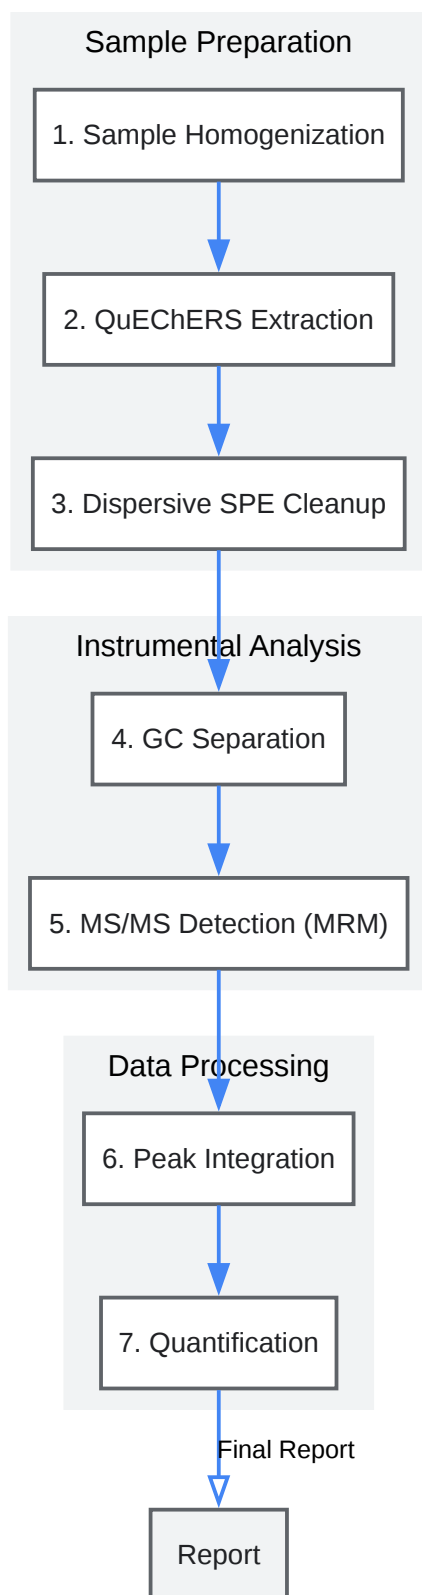 Sample Preparation
1. Sample Homogenization
2. QuEChERS Extraction
3. Dispersive SPE Cleanup
Instrumental Analysis
4. GC Separation
5. MS/MS Detection (MRM)
Data Processing
6. Peak Integration
7. Quantification
Final Report
Report